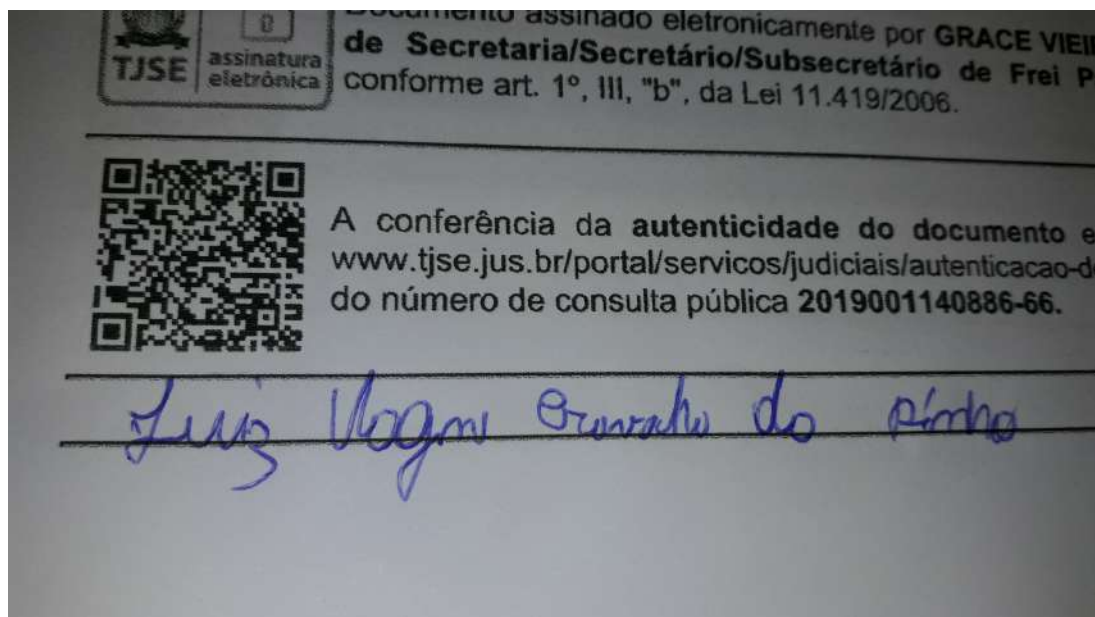 TJSE
assinatura
eletrônica
Documento assinado eletronicamente por GRACE VIEI
de Secretaria/Secretário/Subsecretário de Frei P
conforme art. 1º, III, "b", da Lei 11.419/2006.
A conferência da autenticidade do documento e
www.tjse.jus.br/portal/servicos/judiciais/autenticacao-d
do número de consulta pública 2019001140886-66.
Luiz do pinho